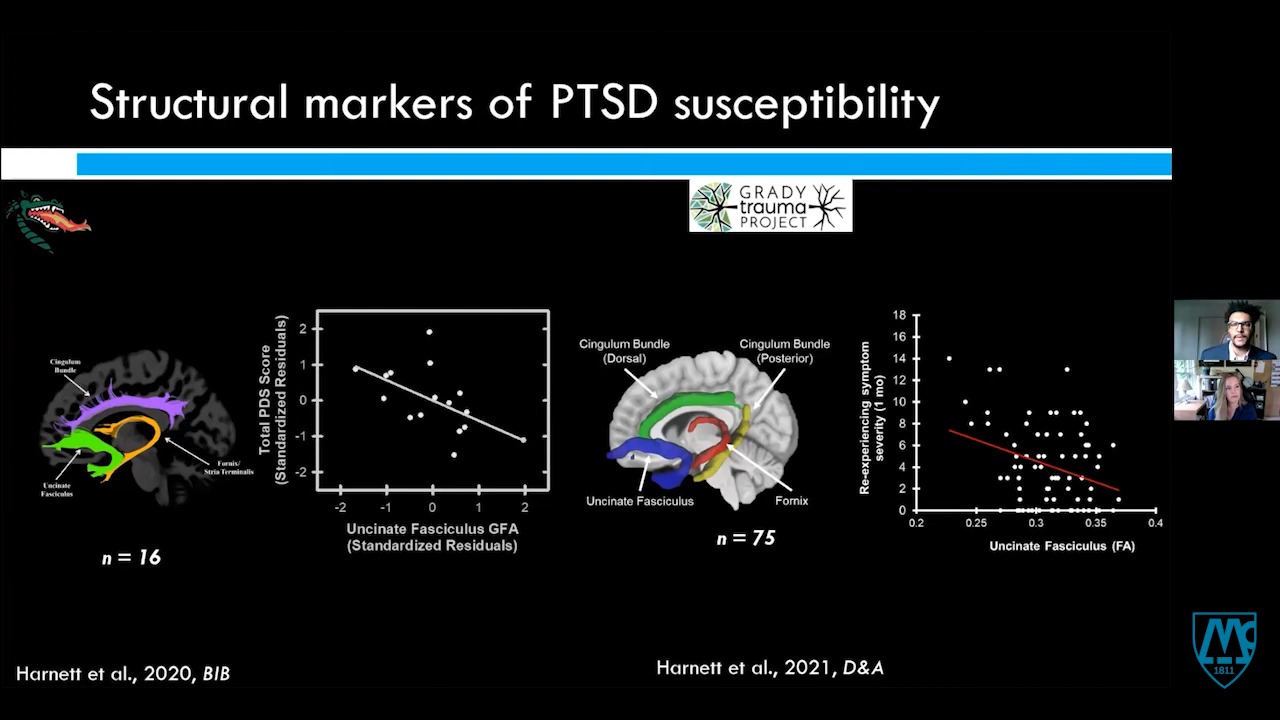 Structural markers of PTSD susceptibility
GRADY
trauma
PROJECT
Cingulum
Bundle
Uncinate
Fasciculus
Fornix/
Stria Terminalis
n = 16
Total PDS Score
(Standardized Residuals)
2
1
0
-1
-2
-2 -1 0 1 2
Uncinate Fasciculus GFA
(Standardized Residuals)
Cingulum Bundle
(Dorsal)
Cingulum Bundle
(Posterior)
Uncinate Fasciculus
Fornix
n = 75
Re-experiencing symptom
severity (1 mo)
18
16
14
12
10
8
6
4
2
0
0.2 0.25 0.3 0.35 0.4
Uncinate Fasciculus (FA)
Harnett et al., 2020, BIB
Harnett et al., 2021, D&A
1811